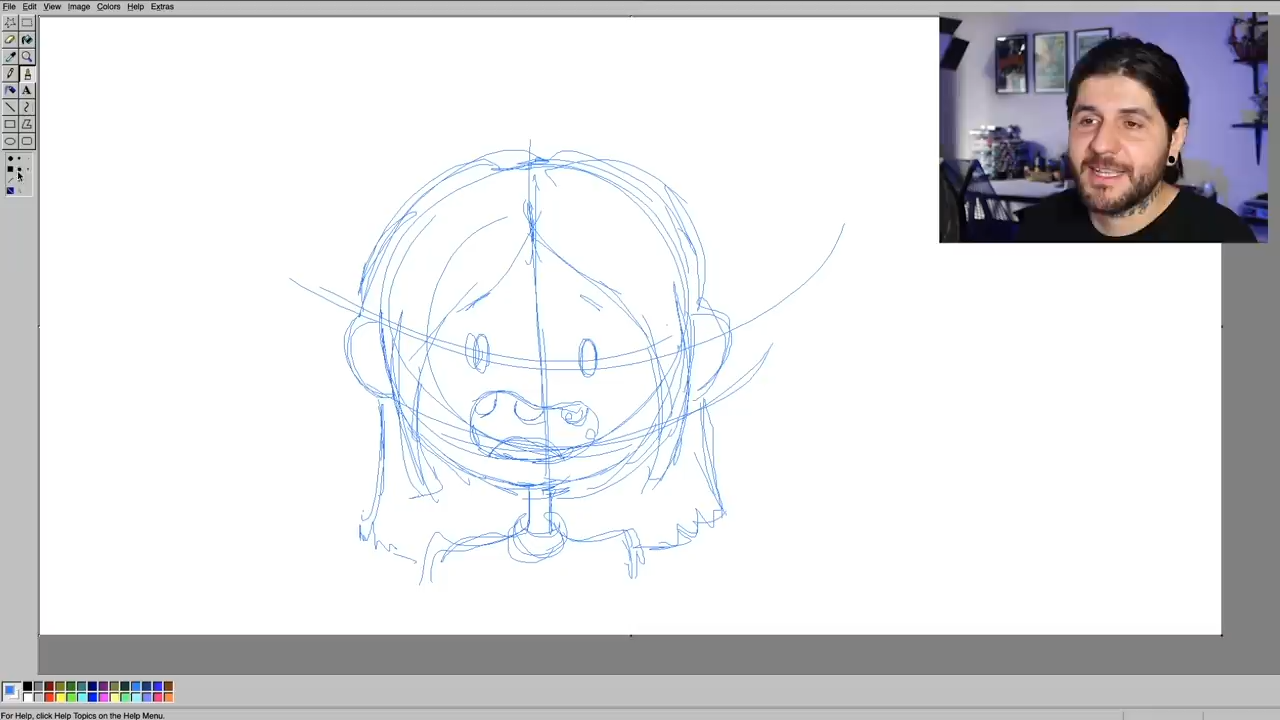 File Edit View Image Colors Help Extras
A
For Help, click Help Topics on the Help Menu.